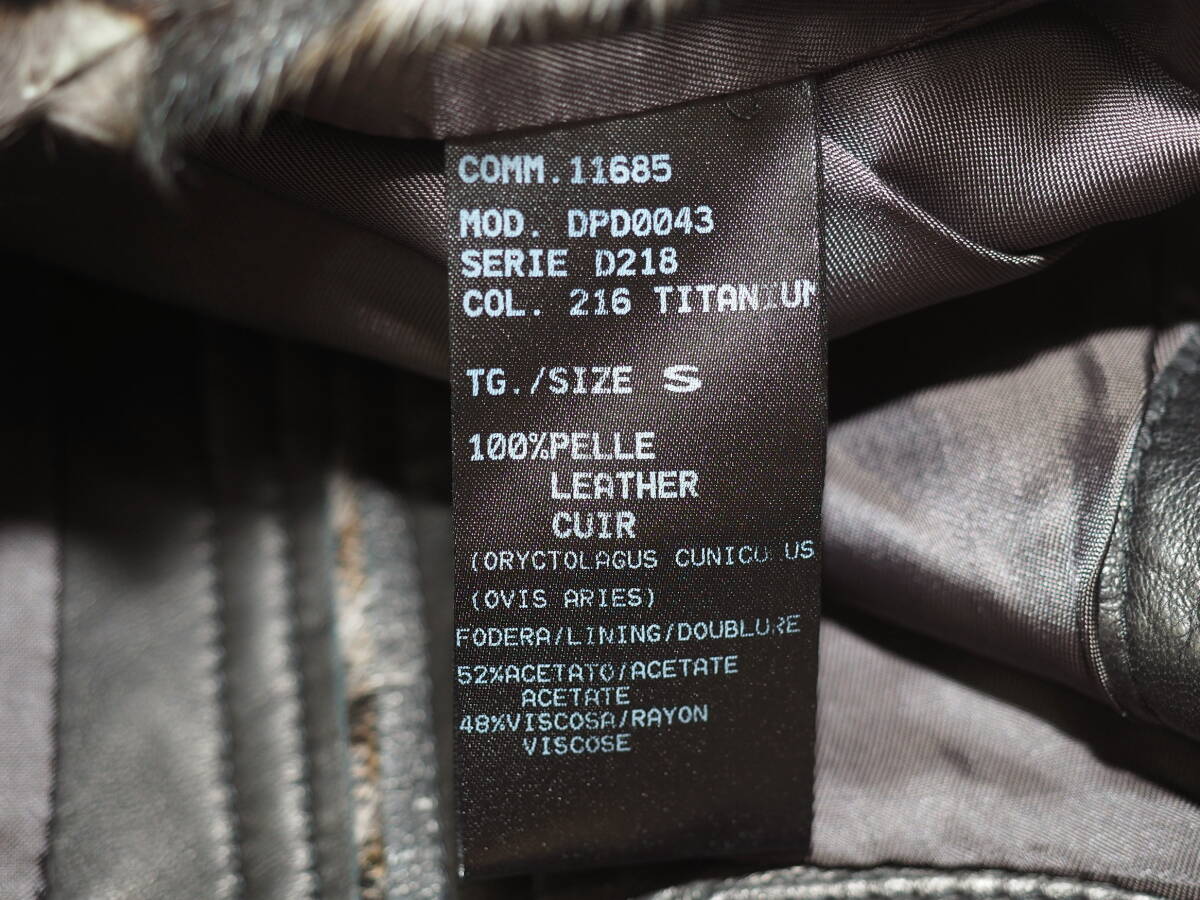 COMM.11685
MOD. DPD0043
SERIE D218
COL. 216 TITANIUM
TG./SIZE S
100%PELLE
LEATHER
CUIR
(ORYCTOLAGUS CUNICULUS
(OVIS ARIES)
FODERA/LINING/DOUBLURE
52%ACETATO/ACETATE
ACETATE
48%VISCOSA/RAYON
VISCOSE